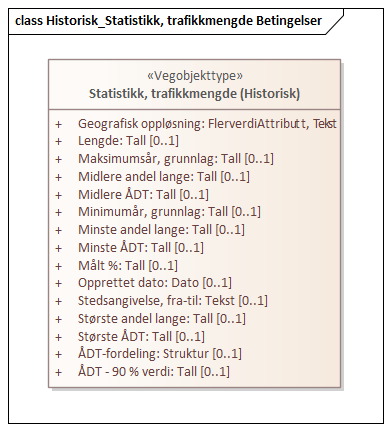 class Historisk_Statistikk, trafikkmengde Betingelser
«Vegobjekttype»
Statistikk, trafikkmengde (Historisk)
+ Geografisk oppløsning: FlerverdiAttributt, Tekst
+ Lengde: Tall [0..1]
+ Maksimumsår, grunnlag: Tall [0..1]
+ Midlere andel lange: Tall [0..1]
+ Midlere ÅDT: Tall [0..1]
+ Minimumår, grunnlag: Tall [0..1]
+ Minste andel lange: Tall [0..1]
+ Minste ÅDT: Tall [0..1]
+ Målt %: Tall [0..1]
+ Opprettet dato: Dato [0..1]
+ Stedsangivelse, fra-til: Tekst [0..1]
+ Største andel lange: Tall [0..1]
+ Største ÅDT: Tall [0..1]
+ ÅDT-fordeling: Struktur [0..1]
+ ÅDT - 90 % verdi: Tall [0..1]